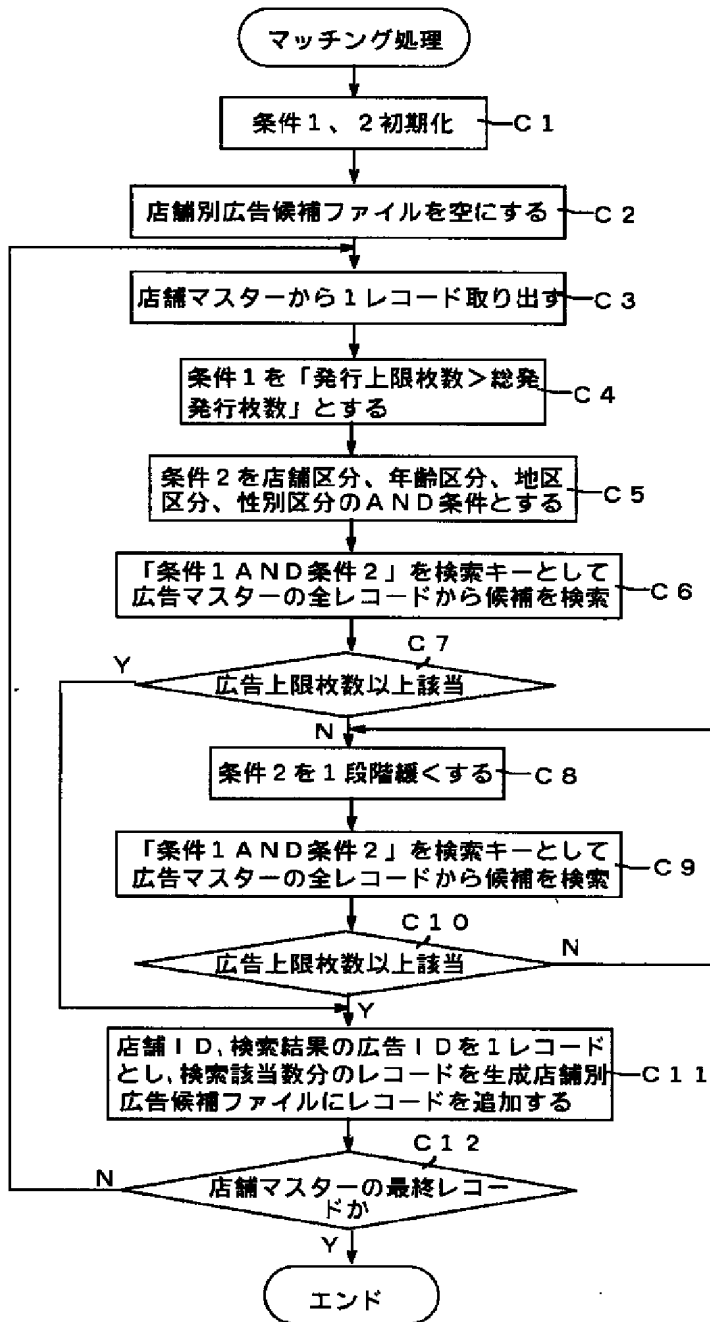 マッチング処理
条件1、2初期化
C1
店舗別広告候補ファイルを空にする
C2
店舗マスターから1レコード取り出す
C3
条件1を「発行上限枚数>総発
発行枚数」とする
C4
条件2を店舗区分、年齢区分、地区
区分、性別区分のAND条件とする
C5
「条件1AND条件2」を検索キーとして
広告マスターの全レコードから候補を検索
C6
C7
Y
広告上限枚数以上該当
N
条件2を1段階緩くする
C8
「条件1AND条件2」を検索キーとして
広告マスターの全レコードから候補を検索
C9
C10
広告上限枚数以上該当
N
Y
店舗ID、検索結果の広告IDを1レコード
とし、検索該当数分のレコードを生成店舗別
広告候補ファイルにレコードを追加する
C11
C12
N
店舗マスターの最終レコー
ドか
Y
エンド